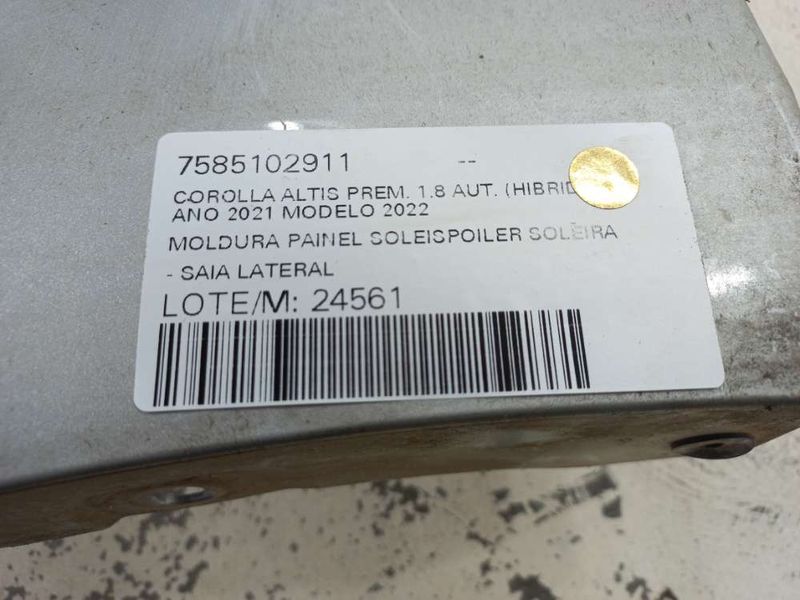 7585102911 --
COROLLA ALTIS PREM. 1.8 AUT. (HIBRID
ANO 2021 MODELO 2022
MOLDURA PAINEL SOLEISPOILER SOLEIRA
- SAIA LATERAL
LOTE/M: 24561